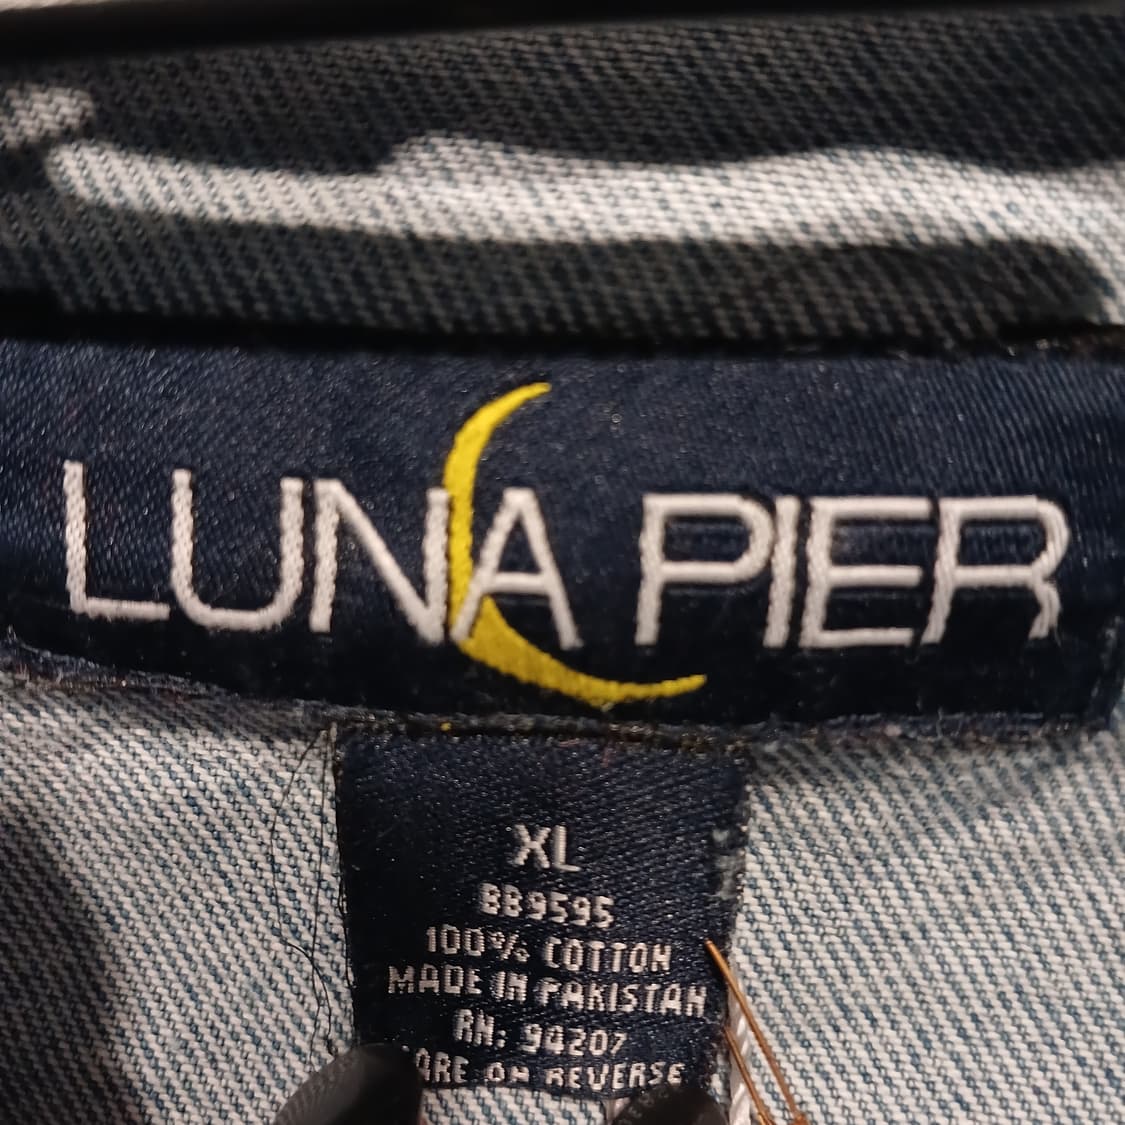 LUNA PIER
XL
BB9595
100% COTTON
MADE IN PAKISTAN
RN. 94207
CARE ON REVERSE